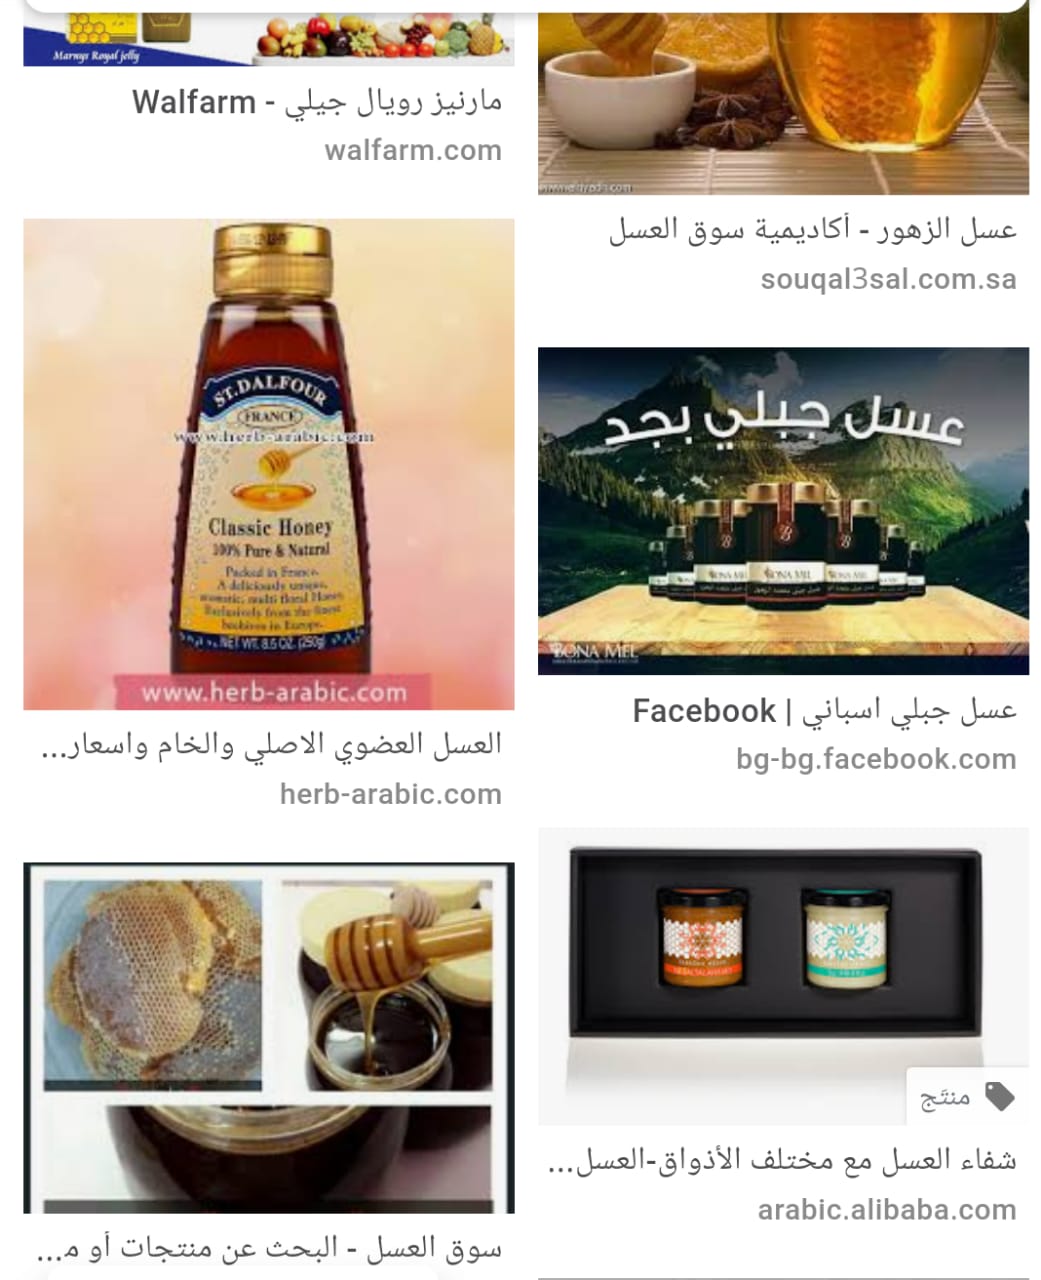 Marnys Royal jelly
مارنيز رويال جيلي - Walfarm
walfarm.com
www.alriyadh.com
عسل الزهور - أكاديمية سوق العسل
souqal3sal.com.sa
ST.DALFOUR
FRANCE
www.herb-arabic.com
Classic Honey
100% Pure & Natural
Packed in France.
A deliciously unique,
aromatic, multi floral Honey
Exclusively from the finest
beehives in Europe.
NET WT. 8.5 OZ. (250g)
www.herb-arabic.com
العسل العضوي الاصلي والخام واسعار...
herb-arabic.com
عسل جبلي بجد
BONA MEL
BONA MEL
BONA MEL
BONA MEL
عسل جبلي اسباني | Facebook
bg-bg.facebook.com
منتَج
شفاء العسل مع مختلف الأذواق-العسل...
arabic.alibaba.com
سوق العسل - البحث عن منتجات أو م...